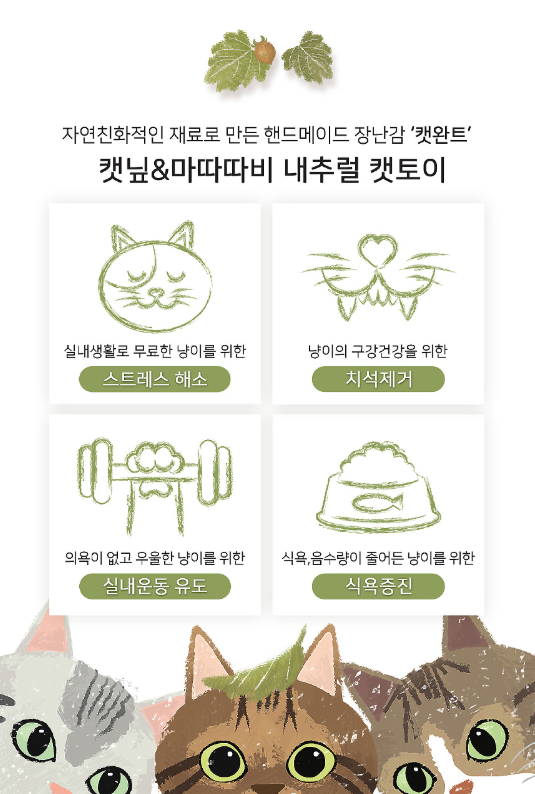 자연친화적인 재료로 만든 핸드메이드 장난감 '캣완트'
캣닢&마따따비 내추럴 캣토이
실내생활로 무료한 냥이를 위한
스트레스 해소
냥이의 구강건강을 위한
치석제거
의욕이 없고 우울한 냥이를 위한
실내운동 유도
식욕,음수량이 줄어든 냥이를 위한
식욕증진